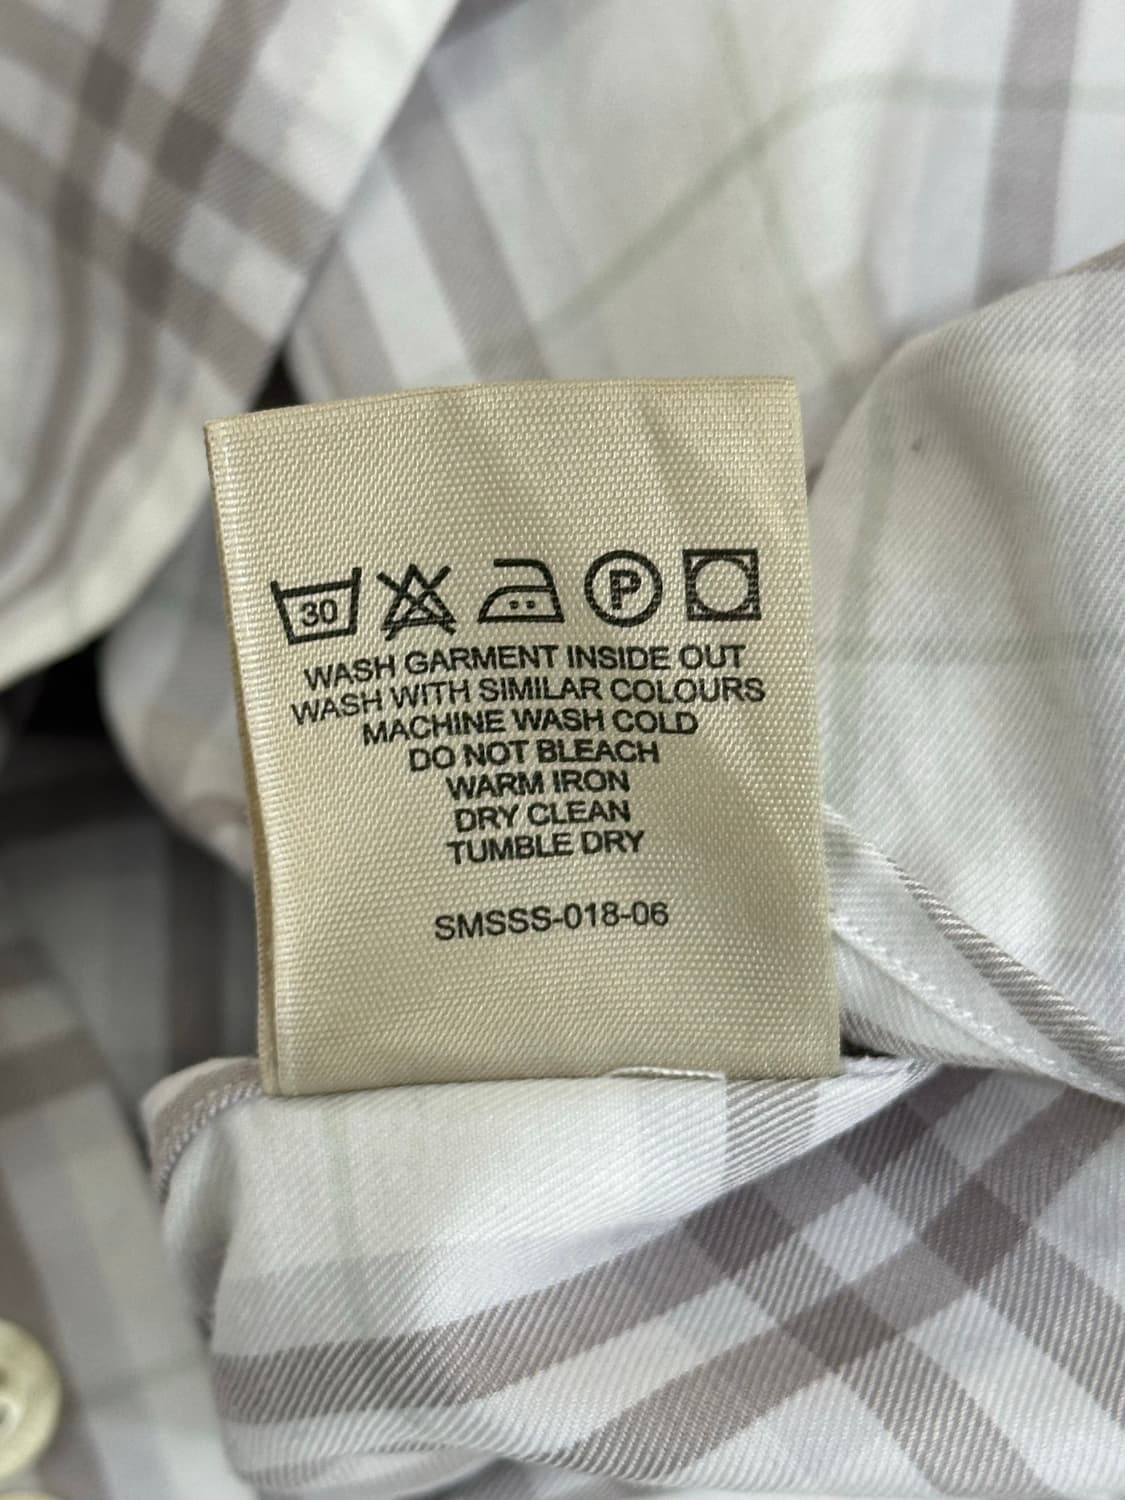 30 P
WASH GARMENT INSIDE OUT
WASH WITH SIMILAR COLOURS
MACHINE WASH COLD
DO NOT BLEACH
WARM IRON
DRY CLEAN
TUMBLE DRY
SMSSS-018-06